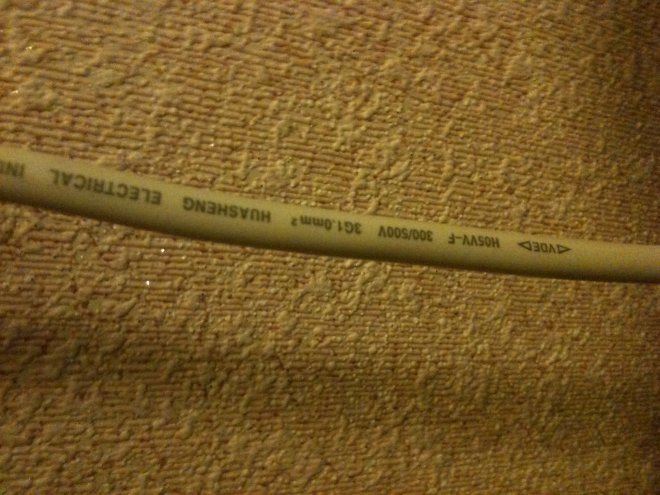 ◁VDE▷ H05VV-F 300/500V 3G1.0mm² HUASHENG ELECTRICAL